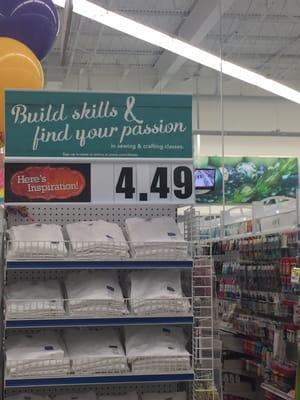 Build skills &
find your passion
in sewing & crafting classes.
Here's
Inspiration!
4.49